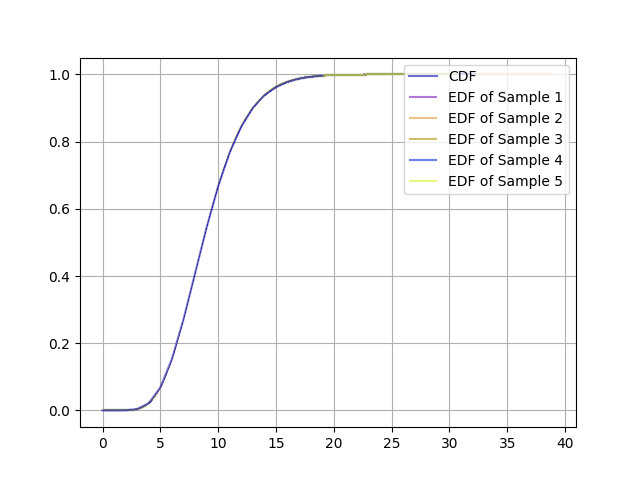 1.0
0.8
0.6
0.4
0.2
0.0
0 5 10 15 20 25 30 35 40
CDF
EDF of Sample 1
EDF of Sample 2
EDF of Sample 3
EDF of Sample 4
EDF of Sample 5